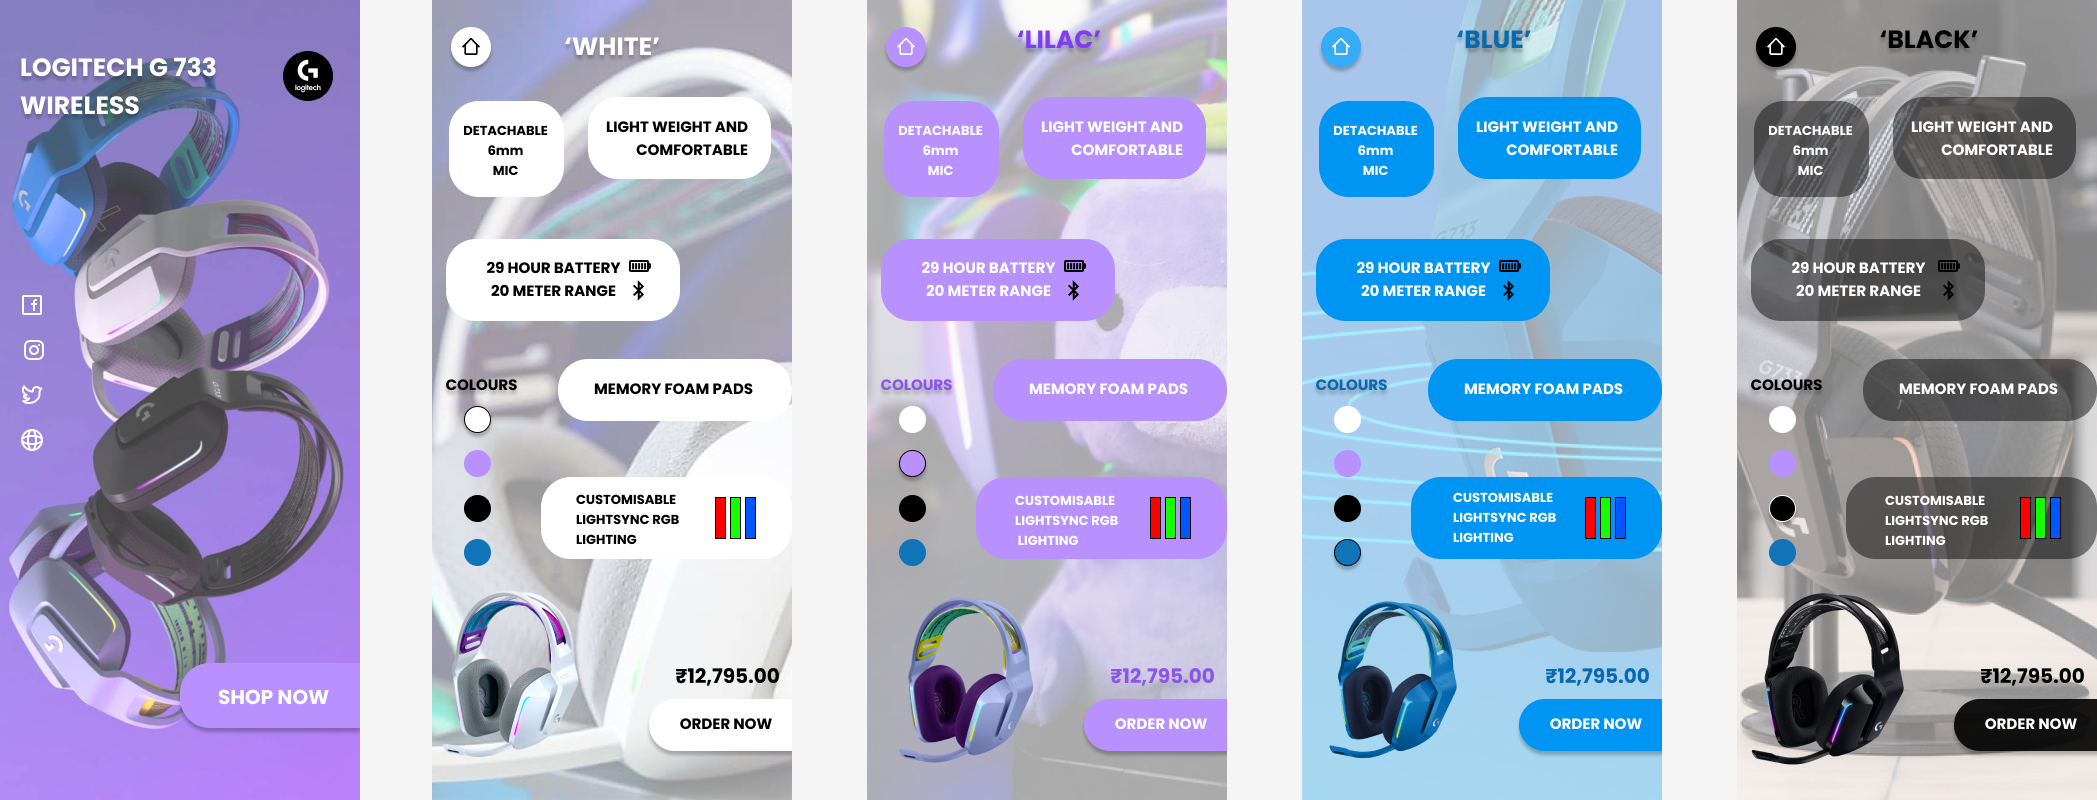 LOGITECH G 733
WIRELESS
logitech
SHOP NOW
‘WHITE’
DETACHABLE
6mm
MIC
LIGHT WEIGHT AND
COMFORTABLE
29 HOUR BATTERY
20 METER RANGE
COLOURS
MEMORY FOAM PADS
CUSTOMISABLE
LIGHTSYNC RGB
LIGHTING
₹12,795.00
ORDER NOW
‘LILAC’
DETACHABLE
6mm
MIC
LIGHT WEIGHT AND
COMFORTABLE
29 HOUR BATTERY
20 METER RANGE
COLOURS
MEMORY FOAM PADS
CUSTOMISABLE
LIGHTSYNC RGB
LIGHTING
₹12,795.00
ORDER NOW
‘BLUE’
G733
DETACHABLE
6mm
MIC
LIGHT WEIGHT AND
COMFORTABLE
29 HOUR BATTERY
20 METER RANGE
COLOURS
MEMORY FOAM PADS
CUSTOMISABLE
LIGHTSYNC RGB
LIGHTING
₹12,795.00
ORDER NOW
‘BLACK’
DETACHABLE
6mm
MIC
LIGHT WEIGHT AND
COMFORTABLE
29 HOUR BATTERY
20 METER RANGE
G733
COLOURS
MEMORY FOAM PADS
CUSTOMISABLE
LIGHTSYNC RGB
LIGHTING
₹12,795.00
ORDER NOW